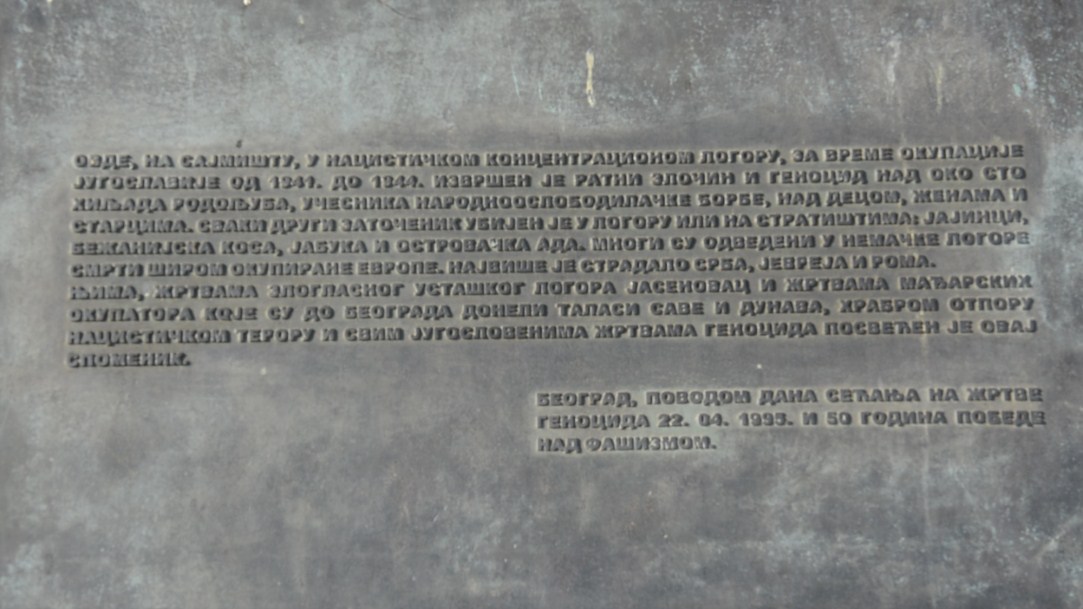 ОВДЕ, НА САЈМИШТУ, У НАЦИСТИЧКОМ КОНЦЕНТРАЦИОНОМ ЛОГОРУ, ЗА ВРЕМЕ ОКУПАЦИЈЕ
ЈУГОСЛАВИЈЕ ОД 1941. ДО 1944. ИЗВРШЕН ЈЕ РАТНИ ЗЛОЧИН И ГЕНОЦИД НАД ОКО СТО
ХИЉАДА РОДОЉУБА, УЧЕСНИКА НАРОДНООСЛОБОДИЛАЧКЕ БОРБЕ, НАД ДЕЦОМ, ЖЕНАМА И
СТАРЦИМА. СВАКИ ДРУГИ ЗАТОЧЕНИК УБИЈЕН ЈЕ У ЛОГОРУ ИЛИ НА СТРАТИШТИМА: ЈАЈИНЦИ,
БЕЖАНИЈСКА КОСА, ЈАБУКА И ОСТРОВАЧКА АДА. МНОГИ СУ ОДВЕДЕНИ У НЕМАЧКЕ ЛОГОРЕ
СМРТИ ШИРОМ ОКУПИРАНЕ ЕВРОПЕ. НАЈВИШЕ ЈЕ СТРАДАЛО СРБА, ЈЕВРЕЈА И РОМА.
ЊИМА, ЖРТВАМА ЗЛОГЛАСНОГ УСТАШКОГ ЛОГОРА ЈАСЕНОВАЦ И ЖРТВАМА МАЂАРСКИХ
ОКУПАТОРА КОЈЕ СУ ДО БЕОГРАДА ДОНЕЛИ ТАЛАСИ САВЕ И ДУНАВА, ХРАБРОМ ОТПОРУ
НАЦИСТИЧКОМ ТЕРОРУ И СВИМ ЈУГОСЛОВЕНИМА ЖРТВАМА ГЕНОЦИДА ПОСВЕЋЕН ЈЕ ОВАЈ
СПОМЕНИК.
БЕОГРАД, ПОВОДОМ ДАНА СЕЋАЊА НА ЖРТВЕ
ГЕНОЦИДА 22. 04. 1995. И 50 ГОДИНА ПОБЕДЕ
НАД ФАШИЗМОМ.